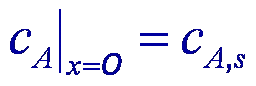 c_A|_{x=0} = c_{A,s}